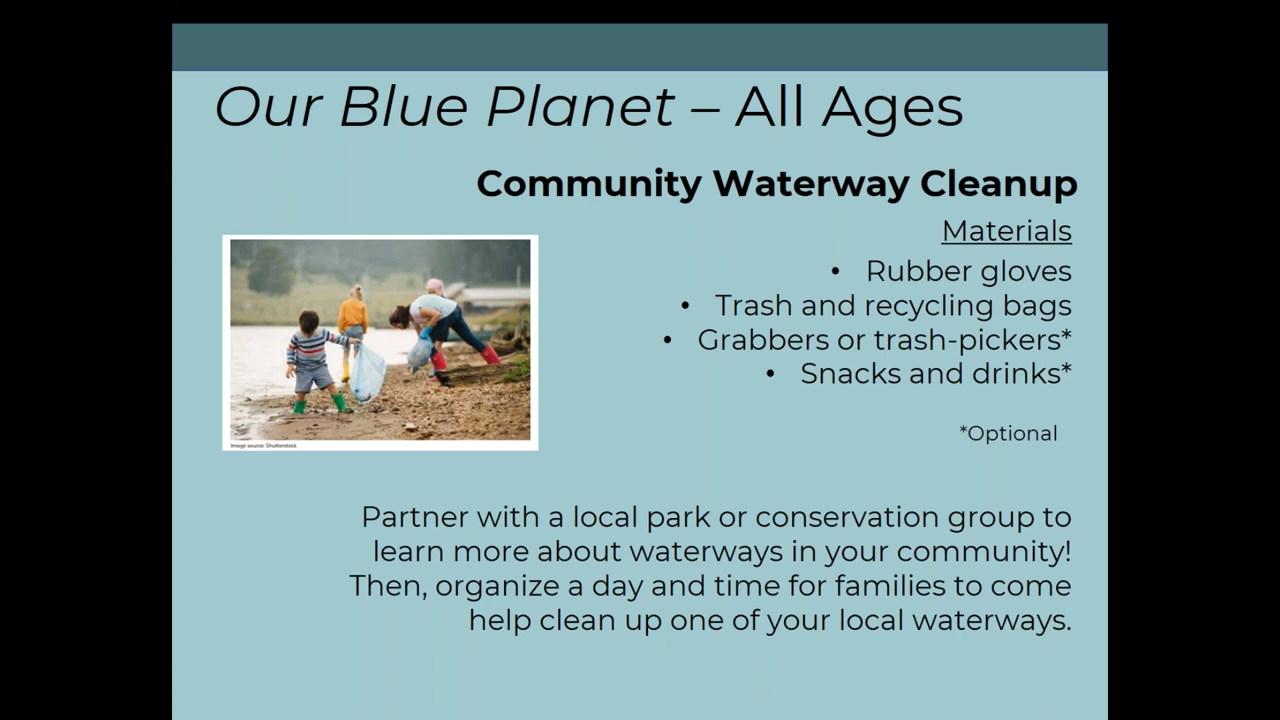 Our Blue Planet – All Ages
Community Waterway Cleanup
Materials
• Rubber gloves
• Trash and recycling bags
• Grabbers or trash-pickers*
• Snacks and drinks*
*Optional
Image source: Shutterstock
Partner with a local park or conservation group to
learn more about waterways in your community!
Then, organize a day and time for families to come
help clean up one of your local waterways.